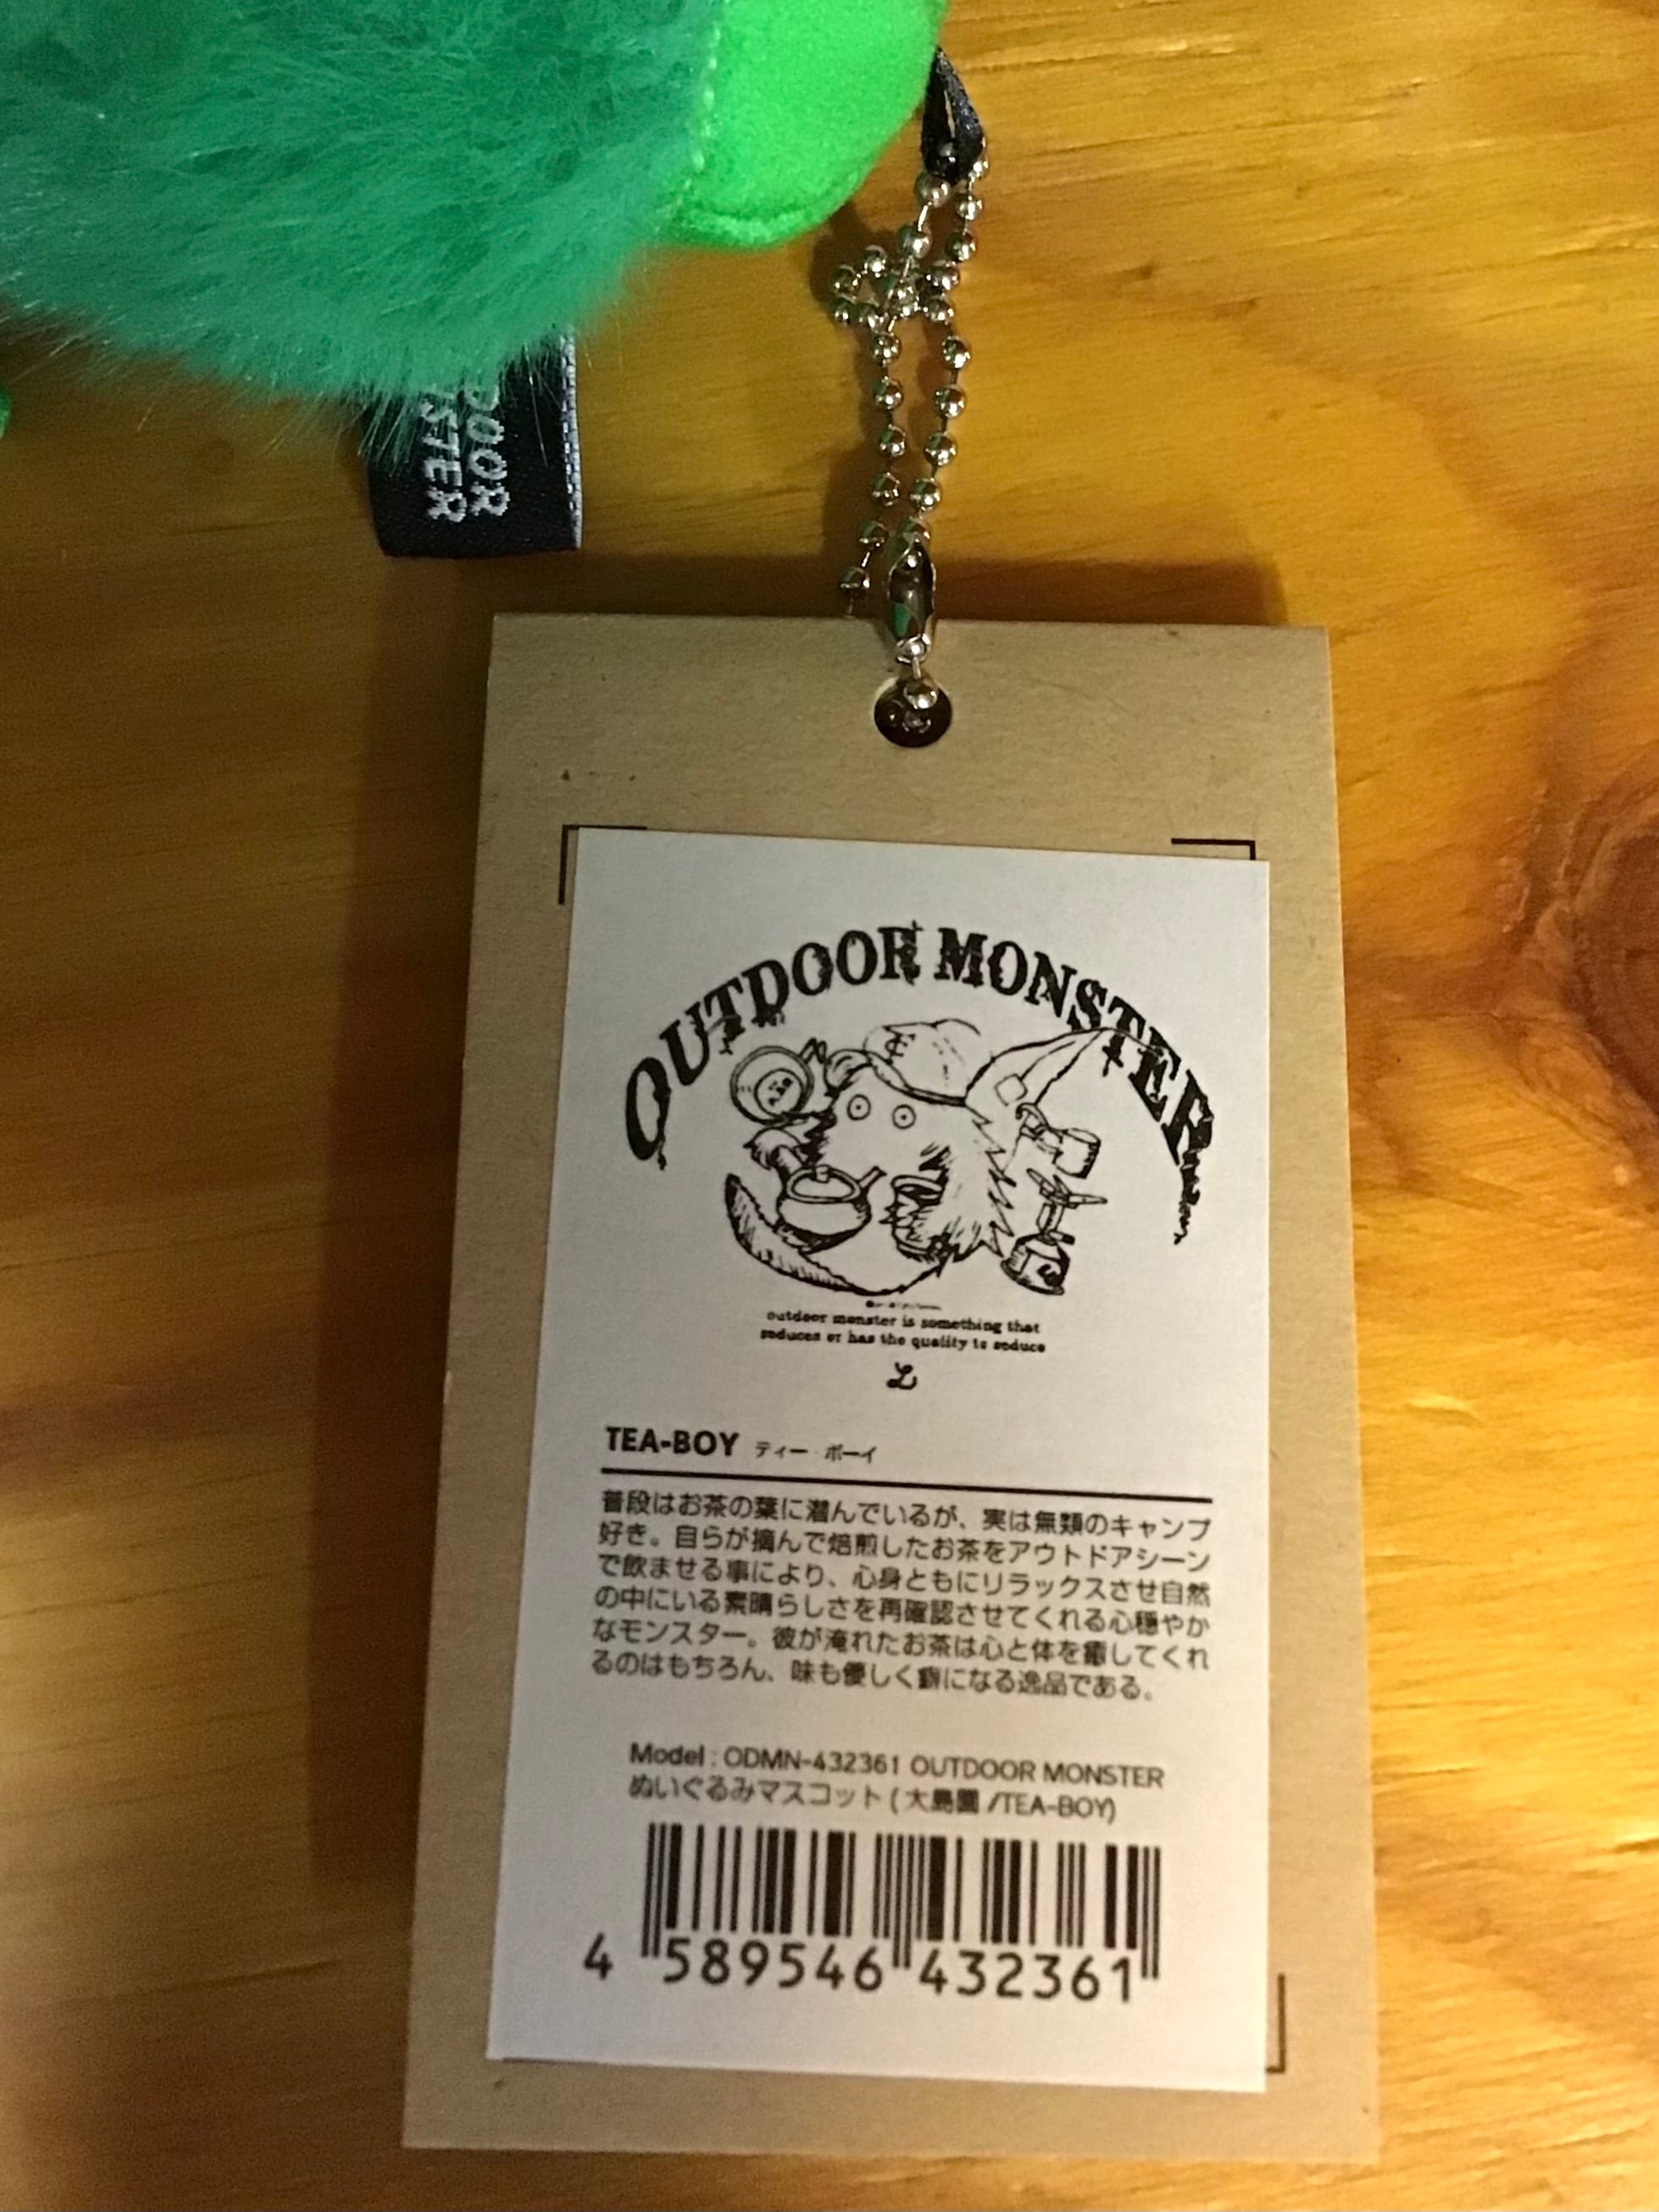 DOOR
STER
OUTDOOR MONSTER
outdoor monster is something that
seduces or has the quality to seduce
L
TEA-BOY ティー ボーイ
普段はお茶の葉に潜んでいるが、実は無類のキャンプ
好き。自らが摘んで焙煎したお茶をアウトドアシーン
で飲ませる事により、心身ともにリラックスさせ自然
の中にいる素晴らしさを再確認させてくれる心穏やか
なモンスター。彼が淹れたお茶は心と体を癒してくれ
るのはもちろん、味も優しく癖になる逸品である。
Model : ODMN-432361 OUTDOOR MONSTER
ぬいぐるみマスコット ( 大島園 /TEA-BOY)
4 589546 432361